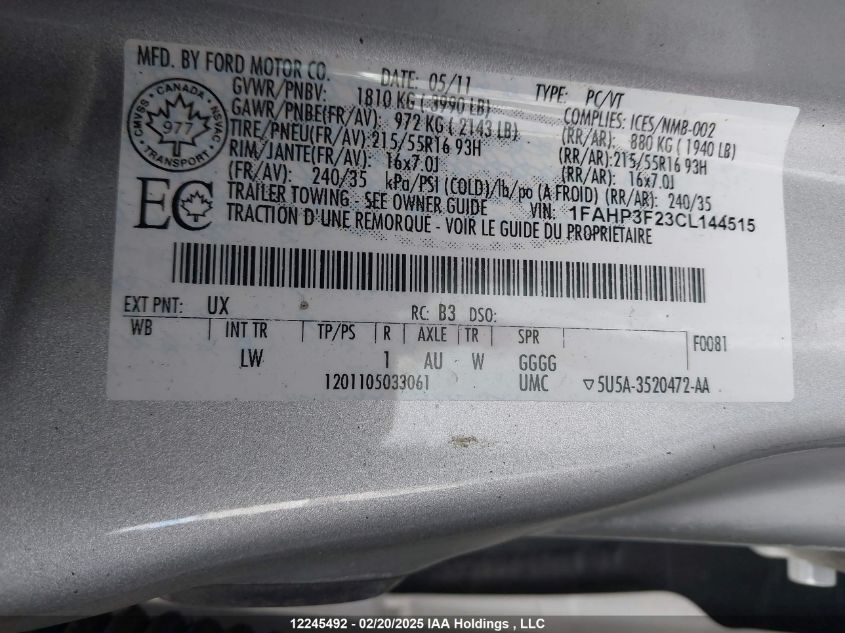 MFD. BY FORD MOTOR CO.
DATE: 05/11 TYPE: PC/VT
GVWR/PNBV: 1810 KG ( 3990 LB) COMPLIES: ICES/NMB-002
GAWR/PNBE(FR/AV): 972 KG ( 2143 LB) (RR/AR): 880 KG ( 1940 LB)
TIRE/PNEU(FR/AV): 215/55R16 93H (RR/AR): 215/55R16 93H
RIM/JANTE(FR/AV): 16x7.0J (RR/AR): 16x7.0J
(FR/AV): 240/35 kPa/PSI (COLD)/lb/po (A FROID) (RR/AR): 240/35
TRAILER TOWING - SEE OWNER GUIDE VIN: 1FAHP3F23CL144515
TRACTION D'UNE REMORQUE - VOIR LE GUIDE DU PROPRIETAIRE
CANADA
CMVSS NSVAC
977
TRANSPORT
EC
EXT PNT: UX RC: B3 DSO:
WB INT TR TP/PS R AXLE TR SPR F0081
LW 1 AU W GGGG
1201105033061 UMC ▽5U5A-3520472-AA
12245492 - 02/20/2025 IAA Holdings , LLC